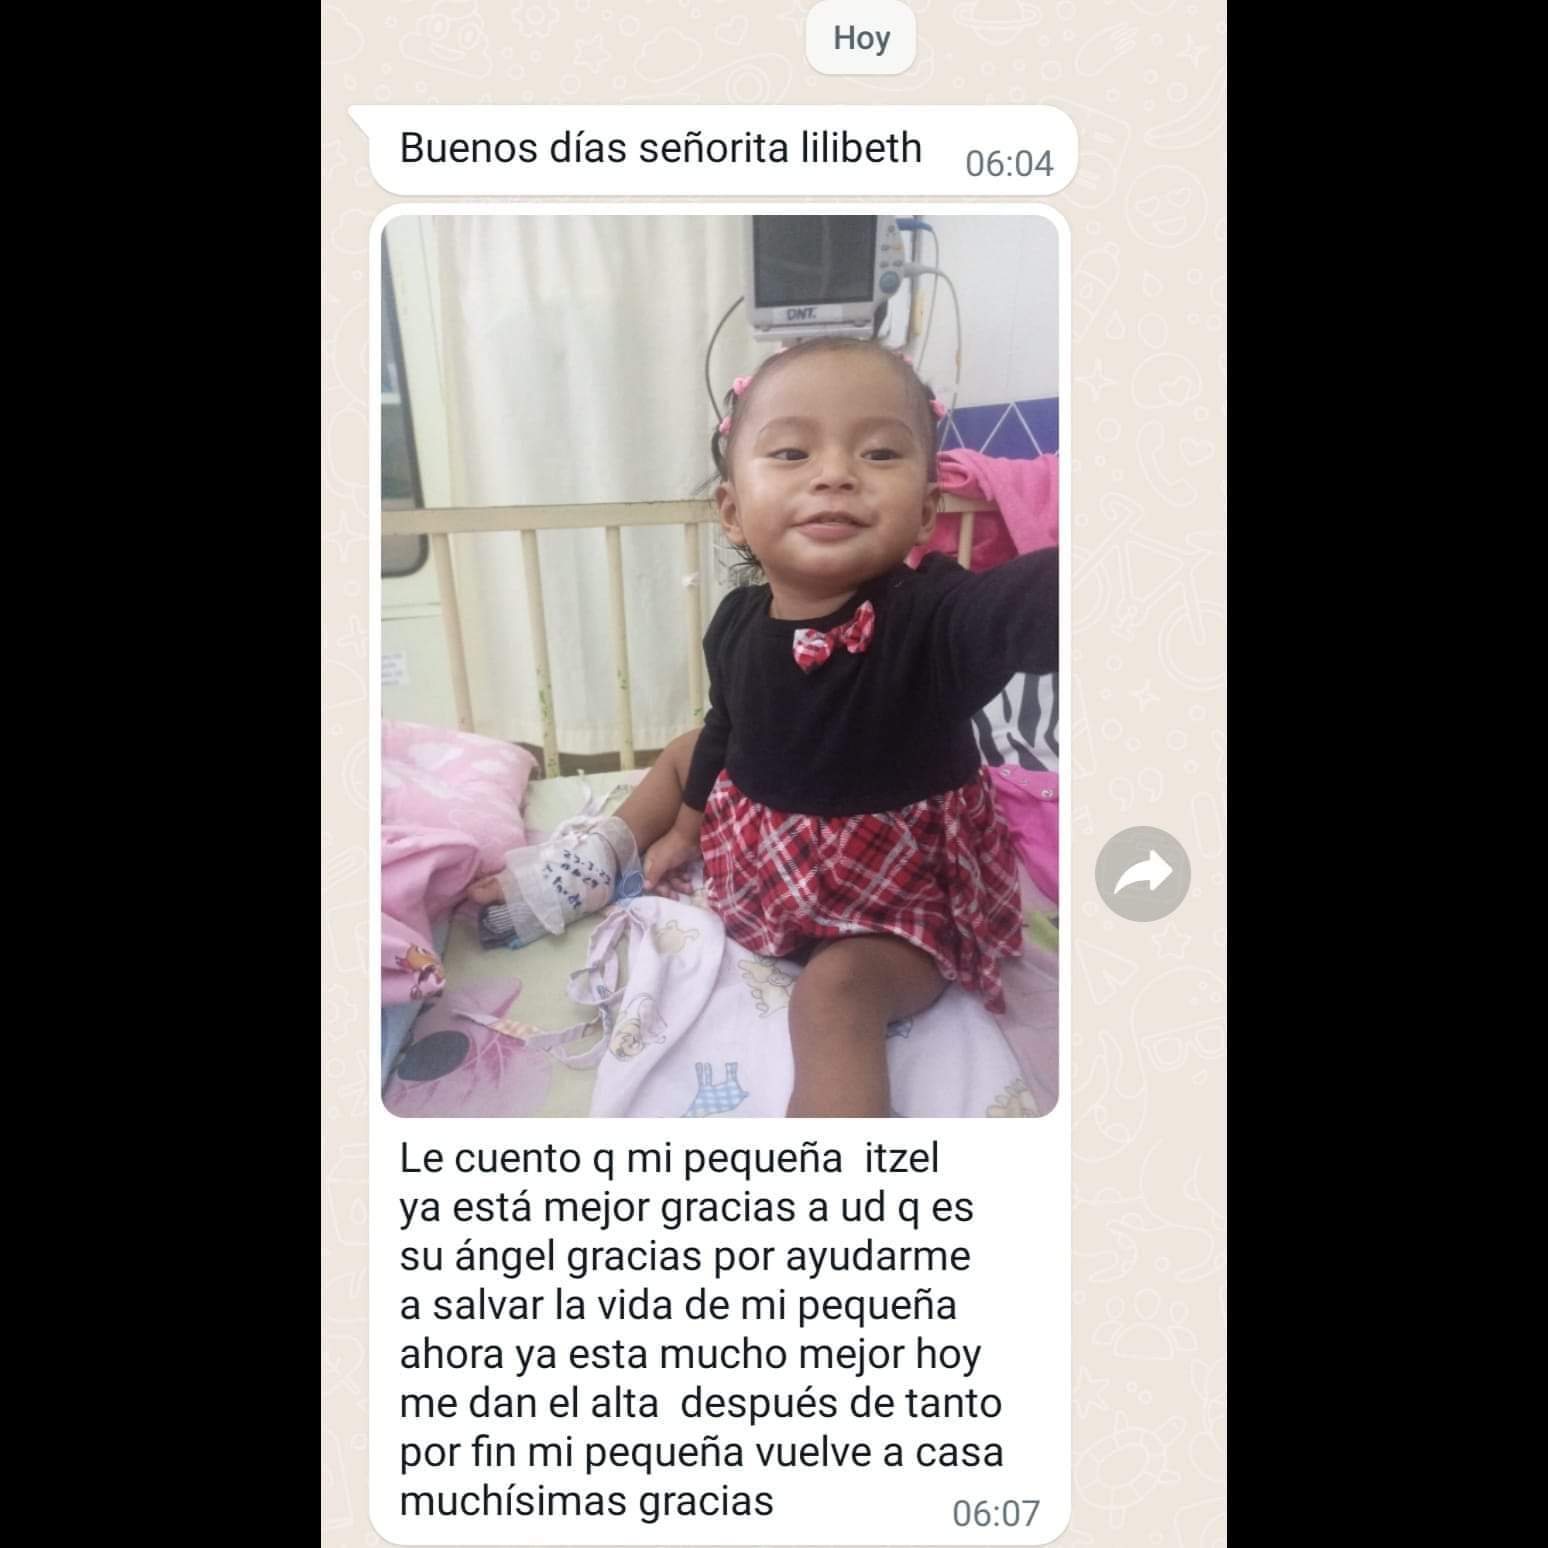 Hoy
Buenos días señorita lilibeth 06:04
DNT.
Le cuento q mi pequeña itzel
ya está mejor gracias a ud q es
su ángel gracias por ayudarme
a salvar la vida de mi pequeña
ahora ya esta mucho mejor hoy
me dan el alta después de tanto
por fin mi pequeña vuelve a casa
muchísimas gracias 06:07